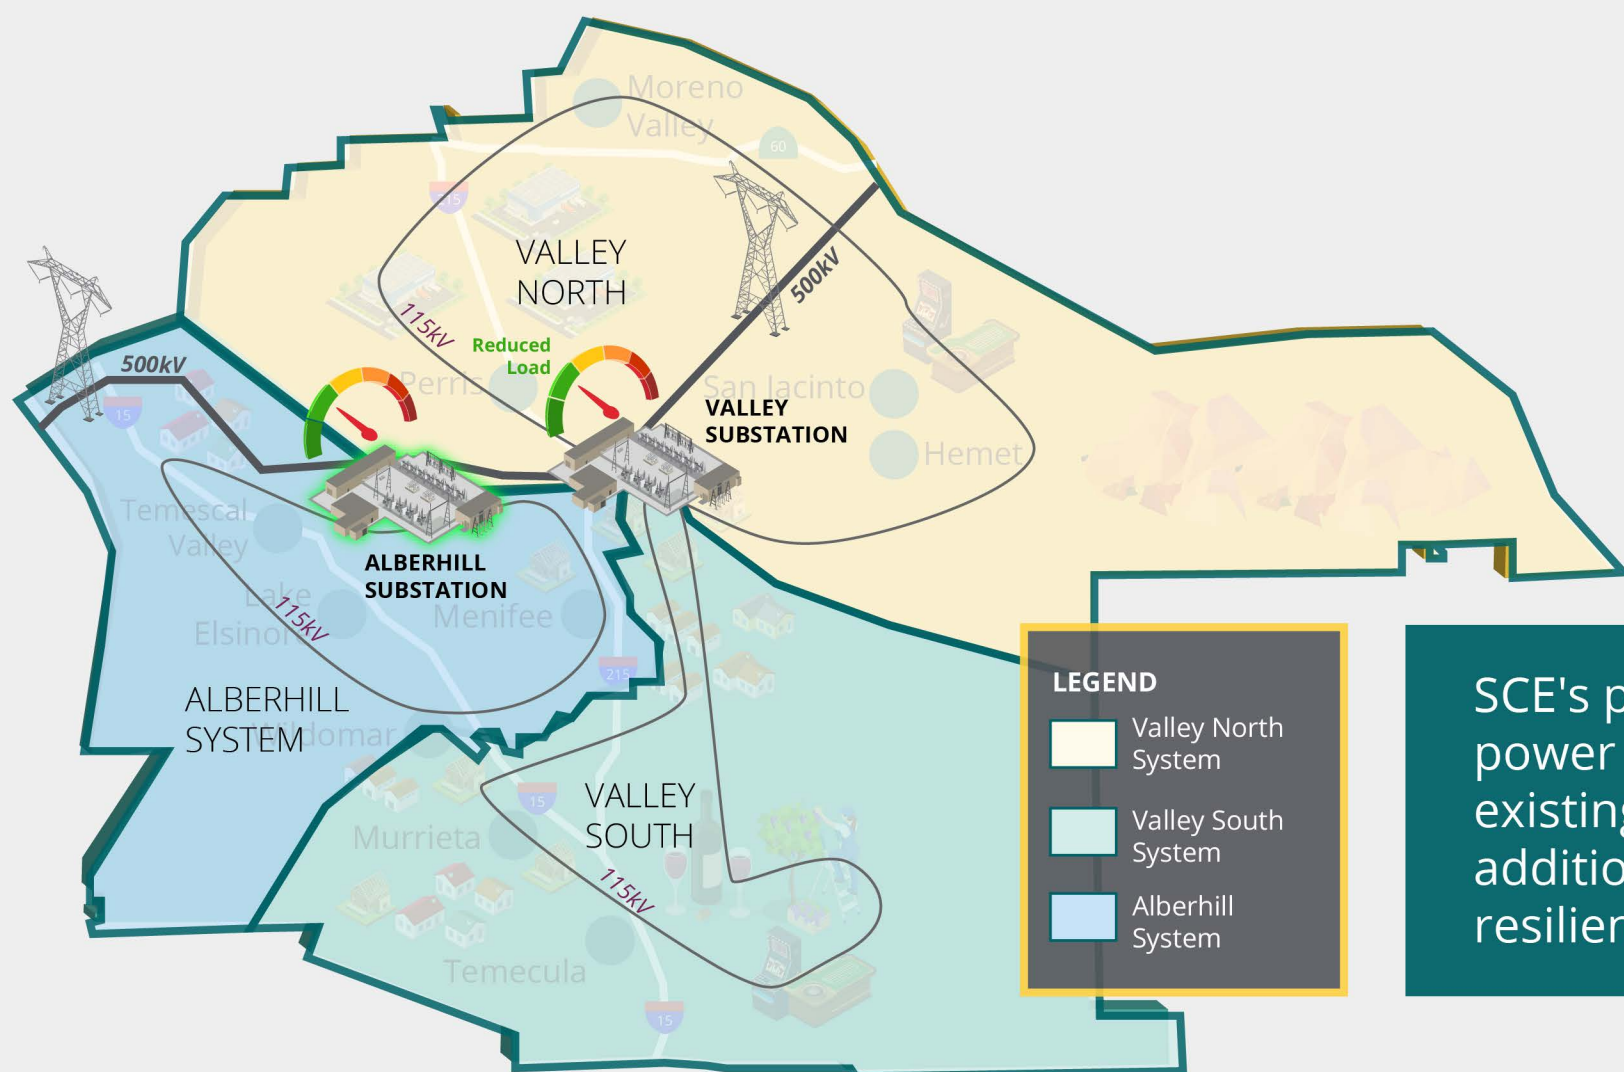 Moreno
Valley
60
215
VALLEY
NORTH
500kV
115kV
Reduced
Load
500kV
Perris
San Jacinto
VALLEY
SUBSTATION
15
Hemet
Temescal
Valley
ALBERHILL
SUBSTATION
Lake
Elsinore
115kV
Menifee
215
ALBERHILL
SYSTEM
Wildomar
VALLEY
SOUTH
15
Murrieta
115kV
Temecula
15
LEGEND
Valley North
System
Valley South
System
Alberhill
System
SCE's p
power
existing
additio
resilien